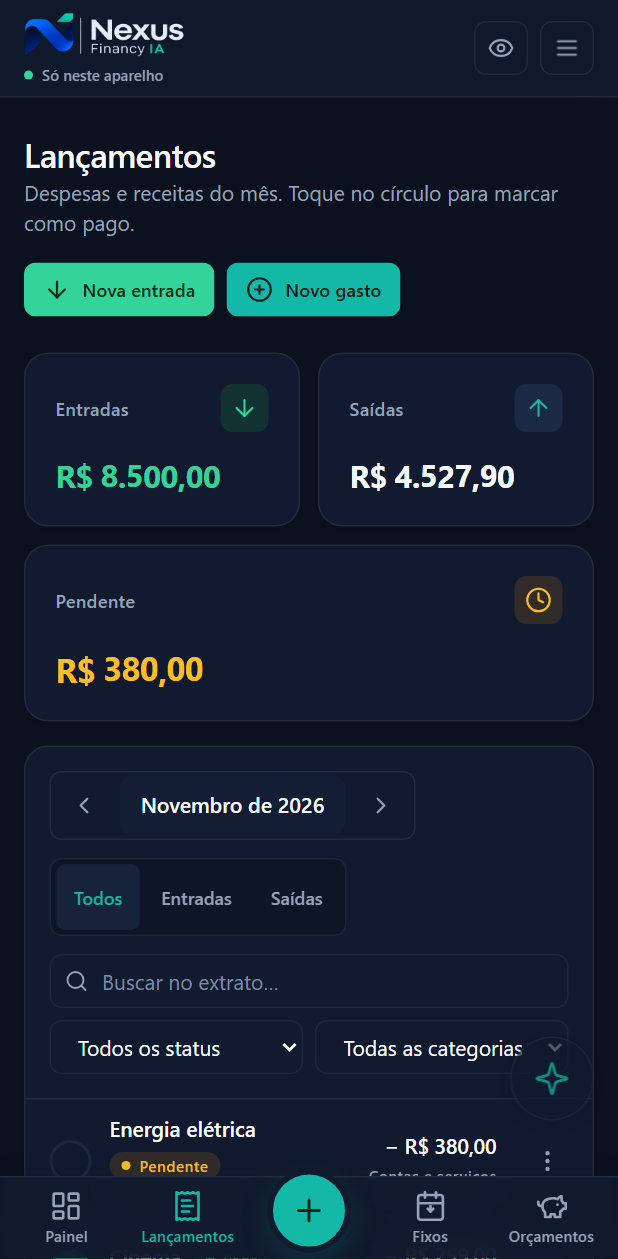 Nexus
Financy IA
Só neste aparelho
Lançamentos
Despesas e receitas do mês. Toque no círculo para marcar
como pago.
Nova entrada
Novo gasto
Entradas
Saídas
R$ 8.500,00
R$ 4.527,90
Pendente
R$ 380,00
Novembro de 2026
Todos
Entradas
Saídas
Buscar no extrato...
Todos os status
Todas as categorias
Energia elétrica
– R$ 380,00
Pendente
Contas e serviços
Painel
Lançamentos
Fixos
Orçamentos